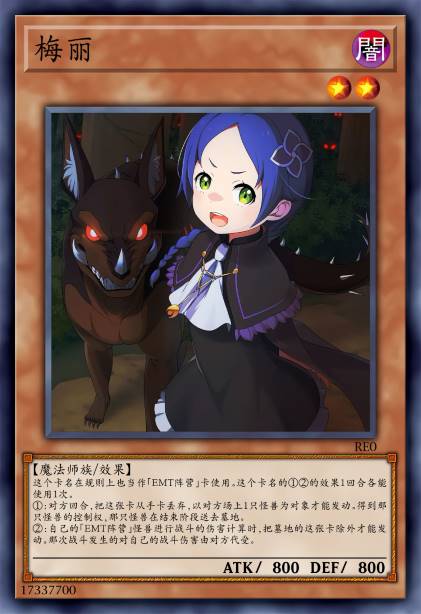 梅丽
闇
RE0
【魔法师族/效果】
这个卡名在规则上也当作「EMT阵营」卡使用。这个卡名的①②的效果1回合各能
使用1次。
①:对方回合,把这张卡从手卡丢弃,以对方场上1只怪兽为对象才能发动。得到那
只怪兽的控制权,那只怪兽在结束阶段送去墓地。
②:自己的「EMT阵营」怪兽进行战斗的伤害计算时,把墓地的这张卡除外才能发
动。那次战斗发生的对自己的战斗伤害由对方代受。
ATK/ 800 DEF/ 800
17337700